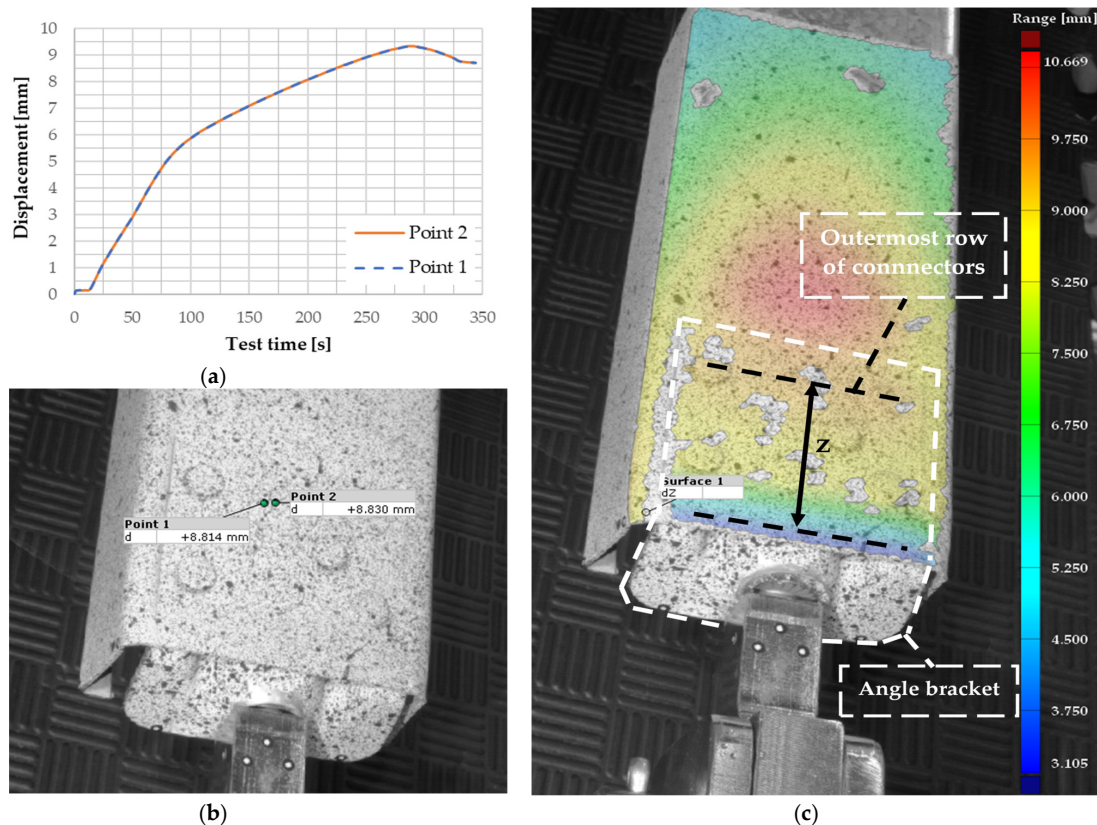 10
9
8
7
6
5
4
3
2
1
0
Displacement [mm]
Point 2
Point 1
0
50
100
150
200
250
300
350
Test time [s]
(a)
Point 2
d +8.830 mm
Point 1
d +8.814 mm
(b)
Range [mm]
10.669
9.750
9.000
8.250
7.500
6.750
6.000
5.250
4.500
3.750
3.105
Outermost row
of connnectors
z
Surface 1
dZ
Angle bracket
(c)